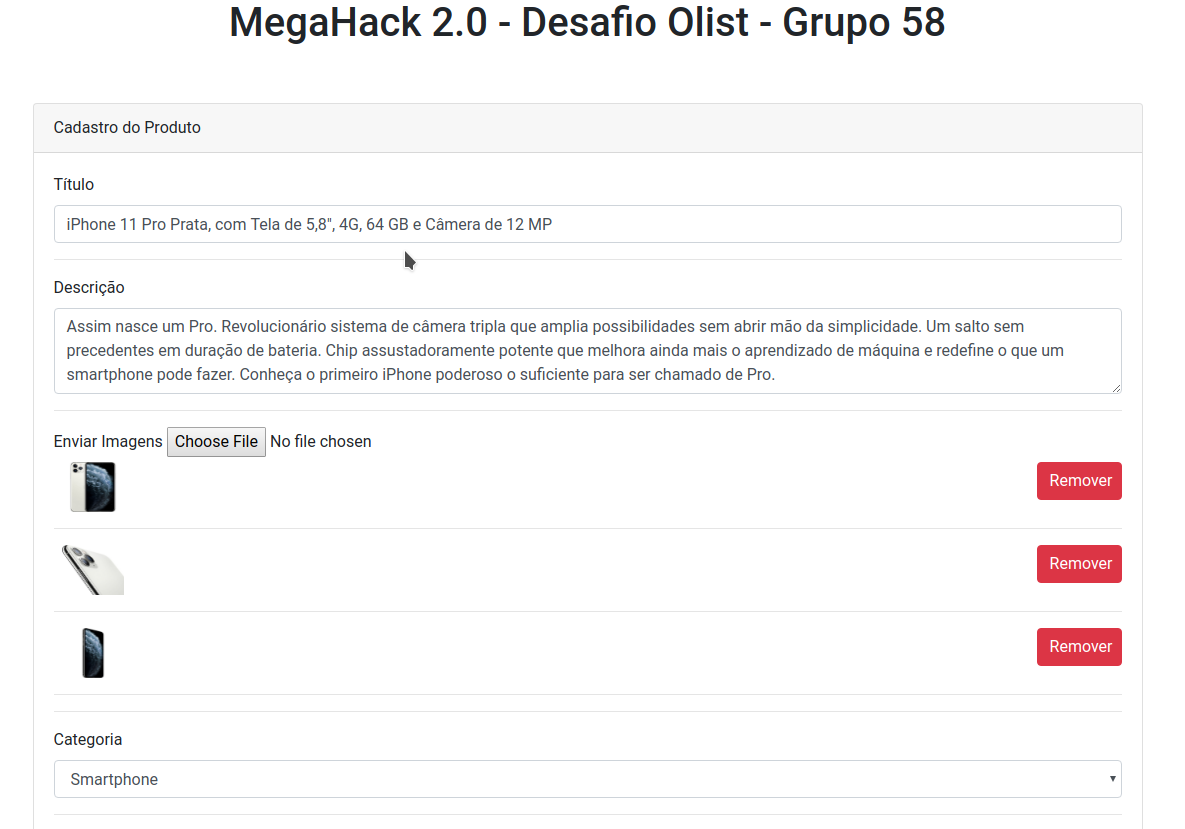 MegaHack 2.0 - Desafio Olist - Grupo 58
Cadastro do Produto
Título
iPhone 11 Pro Prata, com Tela de 5,8", 4G, 64 GB e Câmera de 12 MP
Descrição
Assim nasce um Pro. Revolucionário sistema de câmera tripla que amplia possibilidades sem abrir mão da simplicidade. Um salto sem
precedentes em duração de bateria. Chip assustadoramente potente que melhora ainda mais o aprendizado de máquina e redefine o que um
smartphone pode fazer. Conheça o primeiro iPhone poderoso o suficiente para ser chamado de Pro.
Enviar Imagens Choose File No file chosen
Remover
Remover
Remover
Categoria
Smartphone